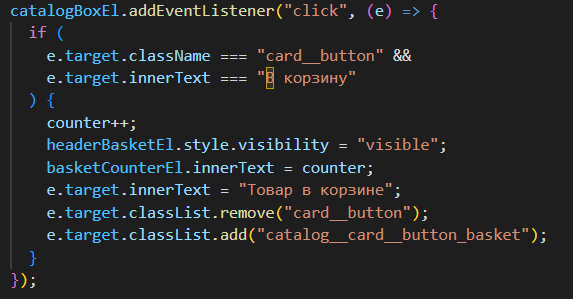 catalogBoxEl.addEventListener("click", (e) => {
if (
e.target.className === "card__button" &&
e.target.innerText === "В корзину"
) {
counter++;
headerBasketEl.style.visibility = "visible";
basketCounterEl.innerText = counter;
e.target.innerText = "Товар в корзине";
e.target.classList.remove("card__button");
e.target.classList.add("catalog__card__button_basket");
}
});